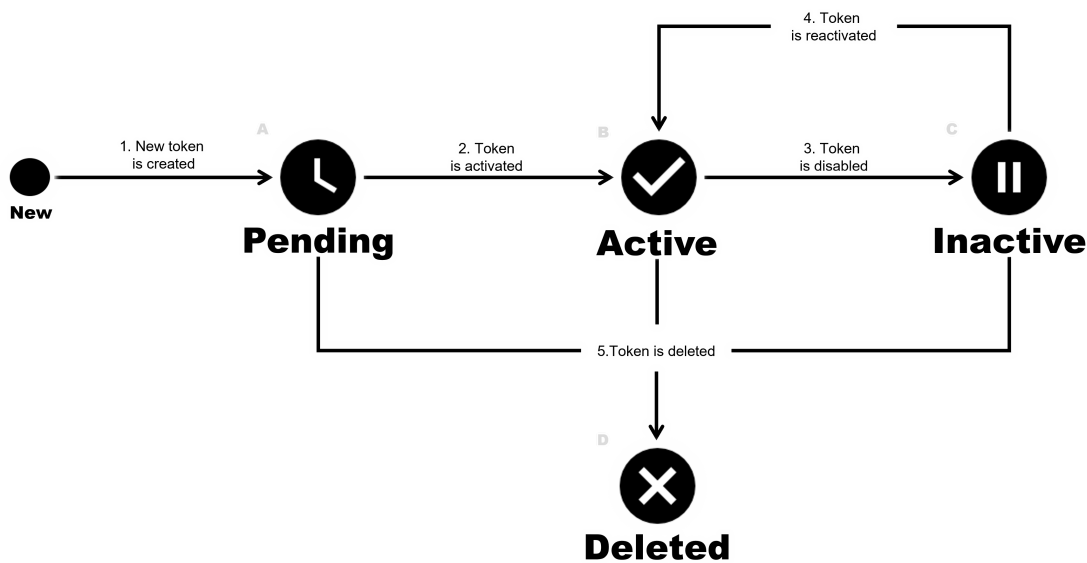 4. Token
is reactivated
A
B
C
1. New token
is created
2. Token
is activated
3. Token
is disabled
New
Pending
Active
Inactive
5.Token is deleted
D
Deleted